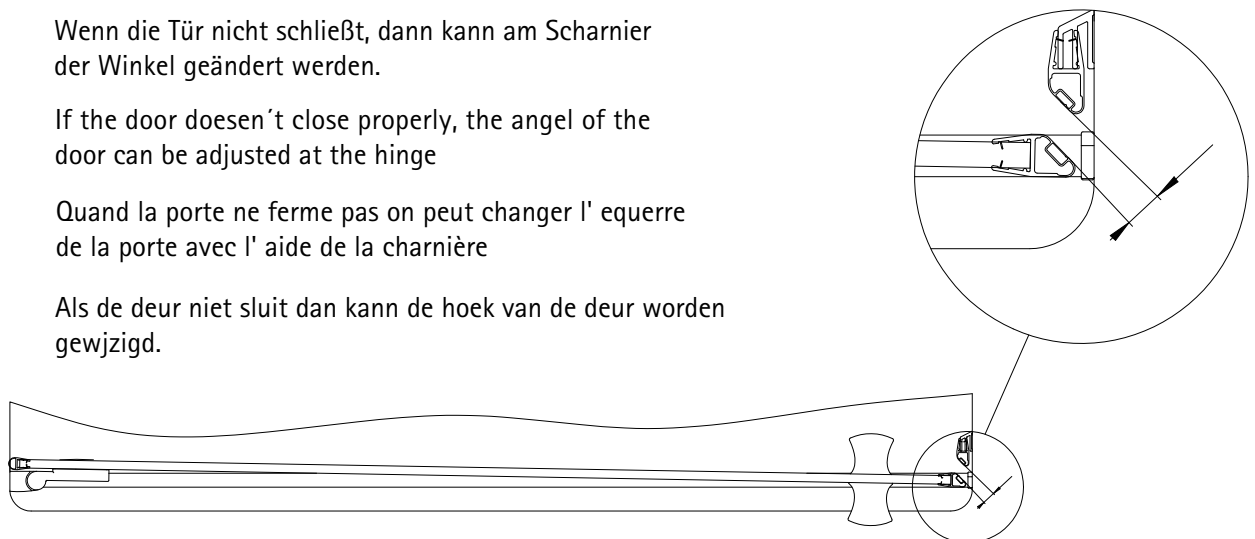 Wenn die Tür nicht schließt, dann kann am Scharnier
der Winkel geändert werden.
If the door doesen´t close properly, the angel of the
door can be adjusted at the hinge
Quand la porte ne ferme pas on peut changer l' equerre
de la porte avec l' aide de la charnière
Als de deur niet sluit dan kann de hoek van de deur worden
gewjzigd.